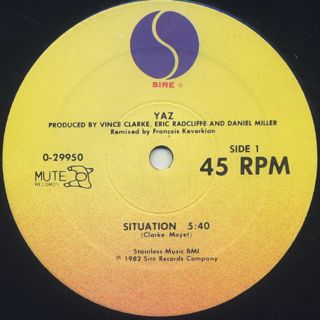 SIRE ®
YAZ
PRODUCED BY VINCE CLARKE, ERIC RADCLIFFE AND DANIEL MILLER
Remixed by Francois Kevorkian
0-29950
SIDE 1
MUTE
RECORDS
45 RPM
SITUATION 5:40
(Clarke Moyet)
Stainless Music BMI
℗ 1982 Sire Records Company